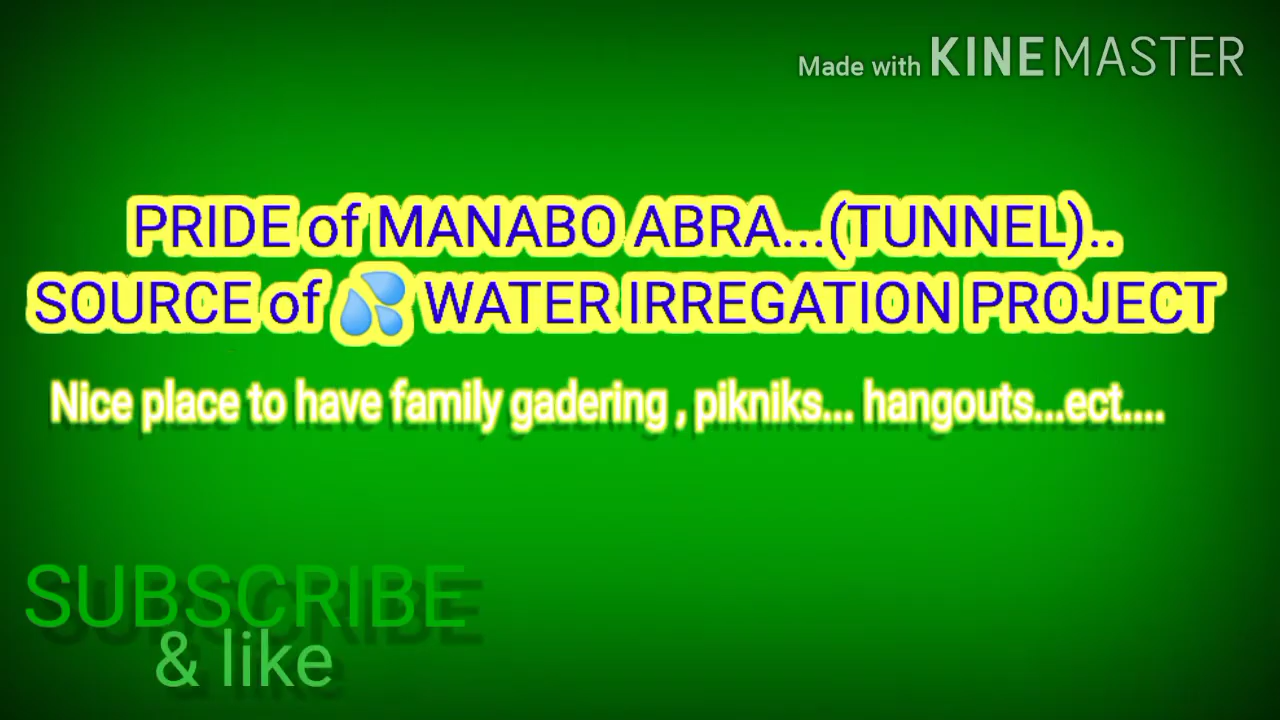 Made with KINEMASTER
PRIDE of MANABO ABRA...(TUNNEL)..
SOURCE of 💦 WATER IRREGATION PROJECT
Nice place to have family gadering , pikniks... hangouts...ect....
SUBSCRIBE
& like